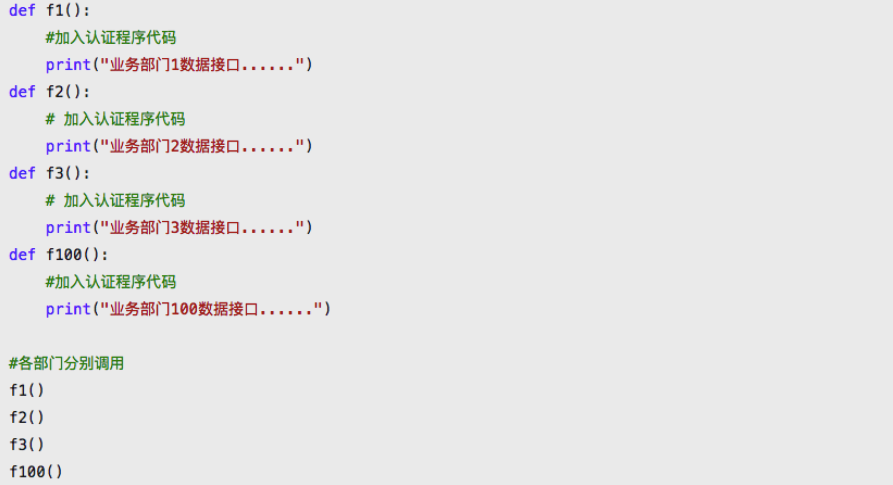 def f1():
    #加入认证程序代码
    print("业务部门1数据接口......")
def f2():
    # 加入认证程序代码
    print("业务部门2数据接口......")
def f3():
    # 加入认证程序代码
    print("业务部门3数据接口......")
def f100():
    #加入认证程序代码
    print("业务部门100数据接口......")

#各部门分别调用
f1()
f2()
f3()
f100()